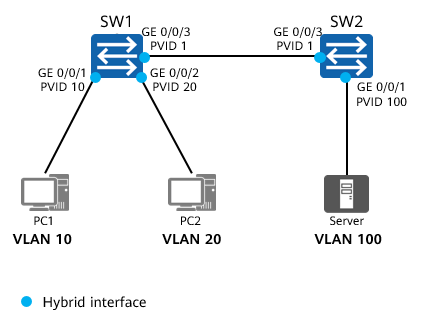 SW1
SW2
GE 0/0/3
PVID 1
GE 0/0/3
PVID 1
GE 0/0/1
PVID 10
GE 0/0/2
PVID 20
GE 0/0/1
PVID 100
PC1
PC2
Server
VLAN 10
VLAN 20
VLAN 100
Hybrid interface